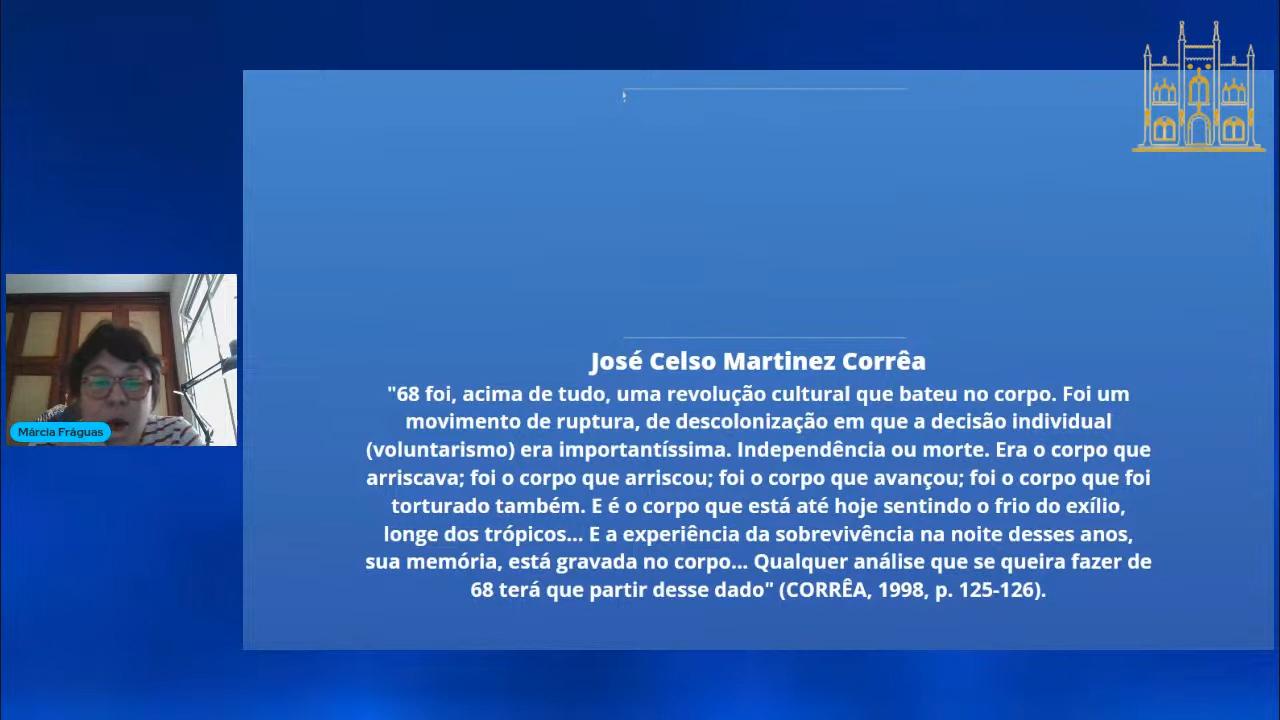 José Celso Martinez Corrêa
"68 foi, acima de tudo, uma revolução cultural que bateu no corpo. Foi um
movimento de ruptura, de descolonização em que a decisão individual
(voluntarismo) era importantíssima. Independência ou morte. Era o corpo que
arriscava; foi o corpo que arriscou; foi o corpo que avançou; foi o corpo que foi
torturado também. E é o corpo que está até hoje sentindo o frio do exílio,
longe dos trópicos... E a experiência da sobrevivência na noite desses anos,
sua memória, está gravada no corpo... Qualquer análise que se queira fazer de
68 terá que partir desse dado" (CORRÊA, 1998, p. 125-126).
Márcia Fráguas